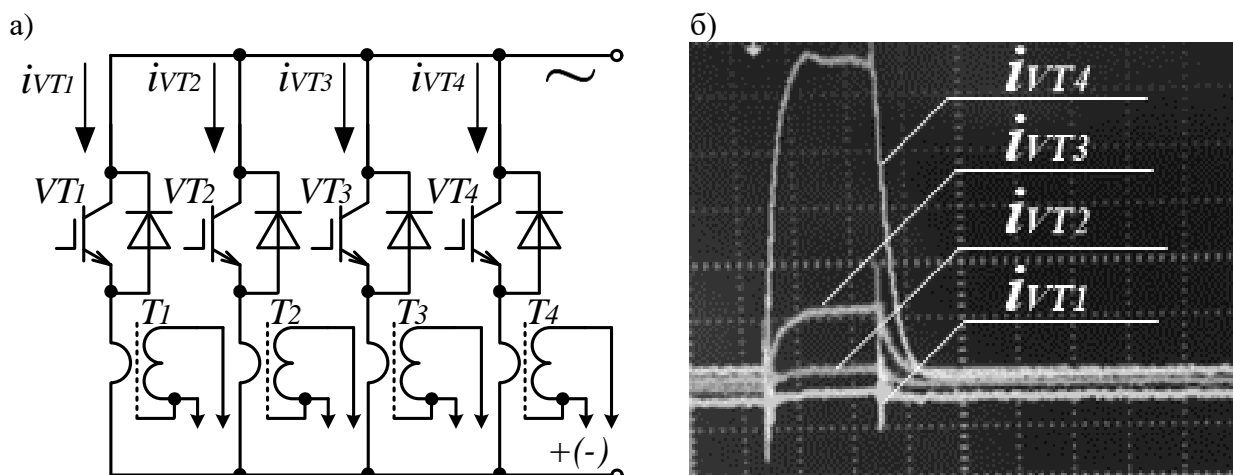 а)
б)
iVT1 iVT2 iVT3 iVT4 ~
VT1 VT2 VT3 VT4
T1 T2 T3 T4
+(-)
iVT4
iVT3
iVT2
iVT1